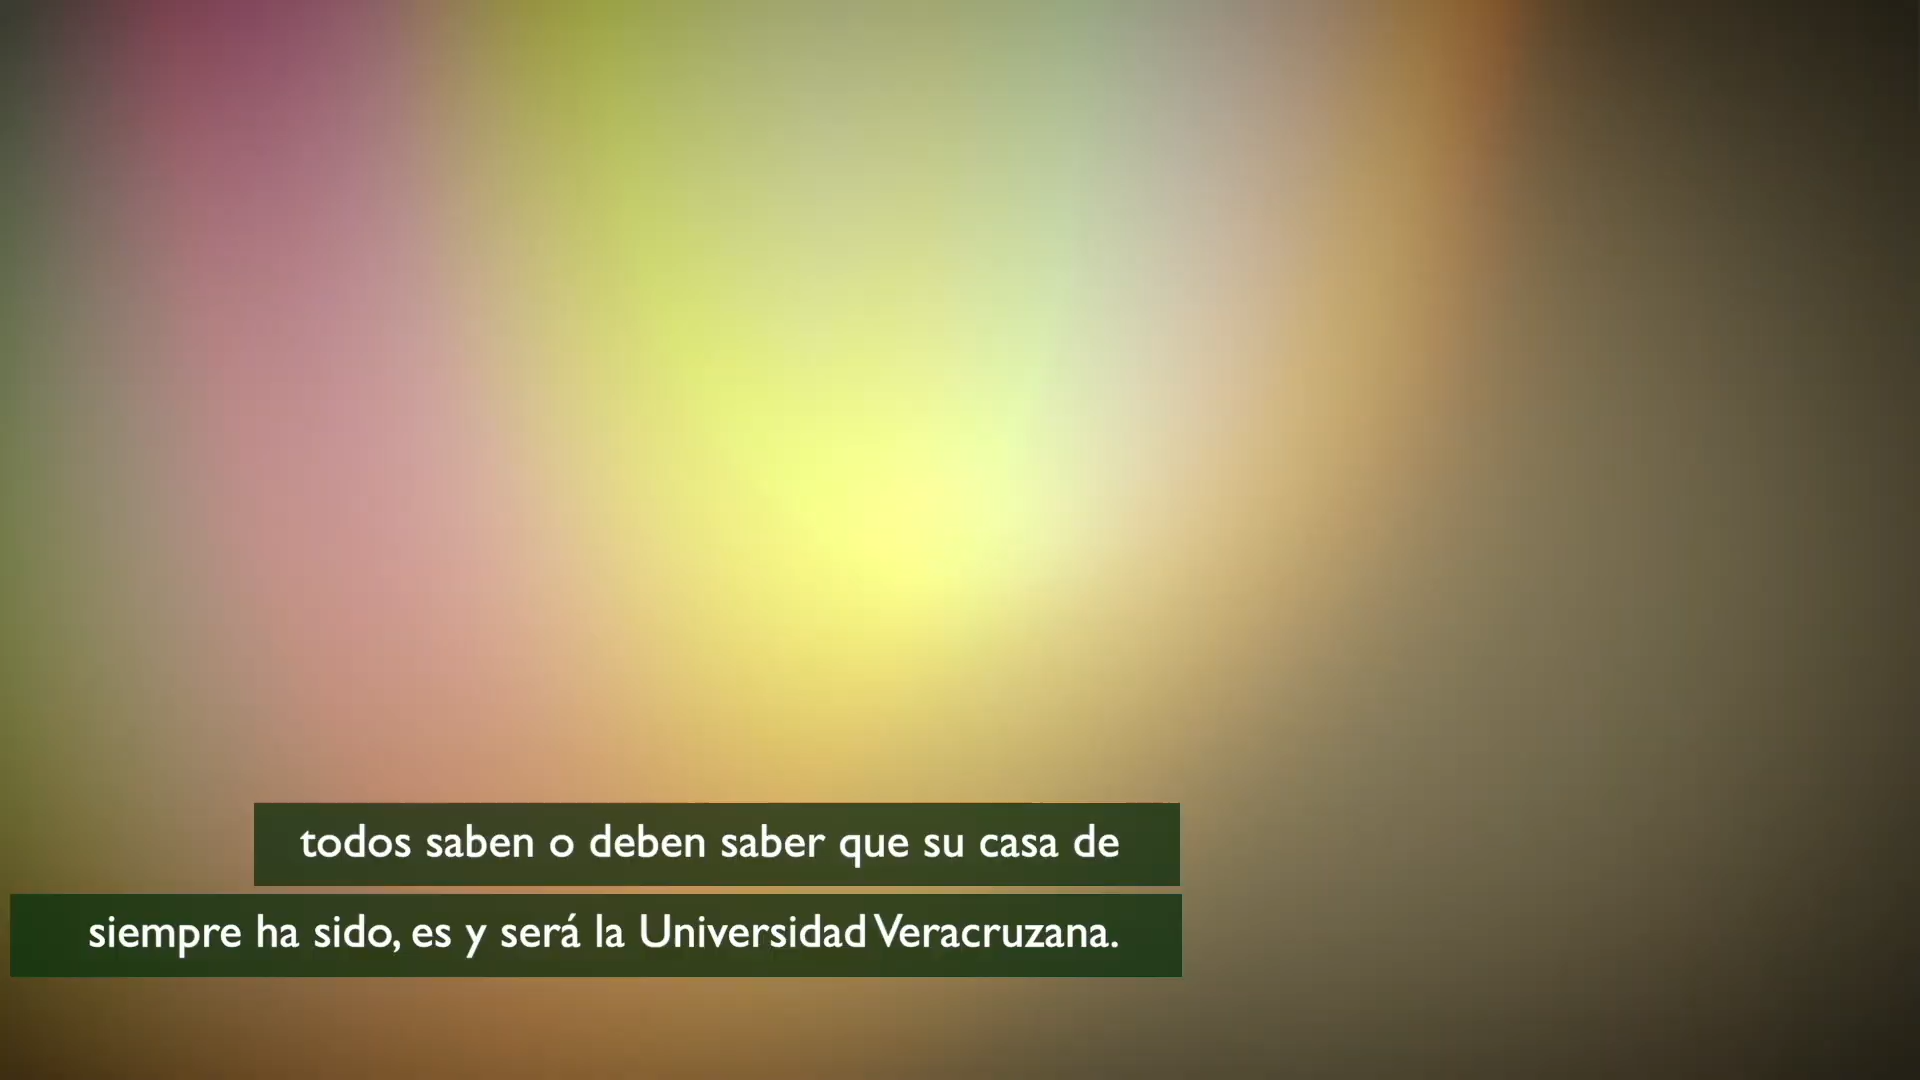 todos saben o deben saber que su casa de
siempre ha sido, es y será la Universidad Veracruzana.